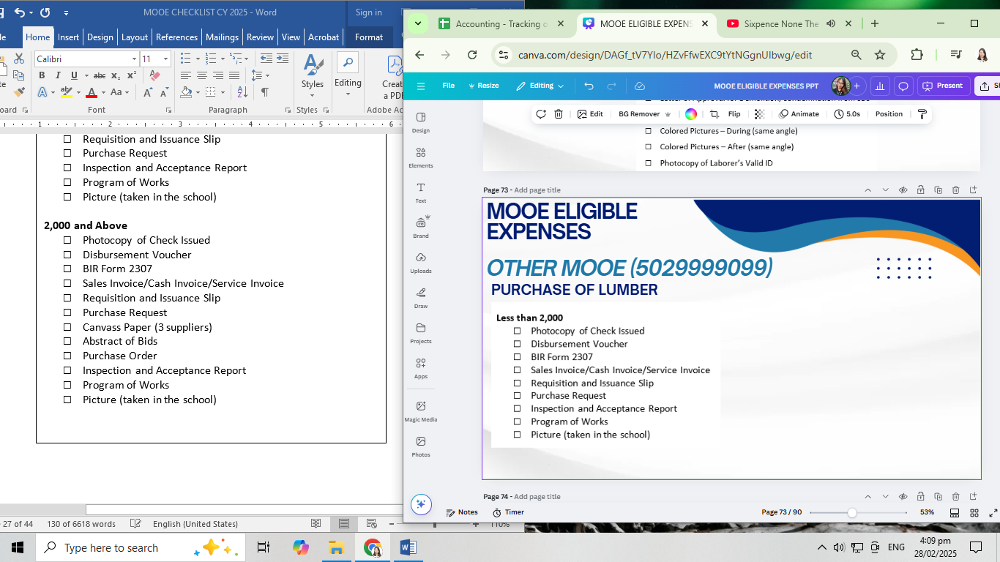 MOOE CHECKLIST CY 2025 - Word
Sign in
Home Insert Design Layout References Mailings Review View Acrobat Format
Calibri 11
B I U abc x₂ x²
Aa
Styles
Editing
Font
Paragraph
Styles
1 2 3 4 5 6
☐ Requisition and Issuance Slip
☐ Purchase Request
☐ Inspection and Acceptance Report
☐ Program of Works
☐ Picture (taken in the school)
2,000 and Above
☐ Photocopy of Check Issued
☐ Disbursement Voucher
☐ BIR Form 2307
☐ Sales Invoice/Cash Invoice/Service Invoice
☐ Requisition and Issuance Slip
☐ Purchase Request
☐ Canvass Paper (3 suppliers)
☐ Abstract of Bids
☐ Purchase Order
☐ Inspection and Acceptance Report
☐ Program of Works
☐ Picture (taken in the school)
27 of 44 130 of 6618 words English (United States)
110%
Accounting - Tracking
MOOE ELIGIBLE EXPENS
Sixpence None The
canva.com/design/DAGf_tV7YIo/HZvFfwEXC9tYtNGgnUIbwg/edit
File Resize Editing MOOE ELIGIBLE EXPENSES PPT Present
Edit BG Remover Flip Animate 5.0s Position
Design
Elements
Text
Brand
Uploads
Draw
Projects
Apps
Magic Media
Photos
☐ Colored Pictures – During (same angle)
☐ Colored Pictures – After (same angle)
☐ Photocopy of Laborer’s Valid ID
Page 73 - Add page title
MOOE ELIGIBLE
EXPENSES
OTHER MOOE (5029999099)
PURCHASE OF LUMBER
Less than 2,000
☐ Photocopy of Check Issued
☐ Disbursement Voucher
☐ BIR Form 2307
☐ Sales Invoice/Cash Invoice/Service Invoice
☐ Requisition and Issuance Slip
☐ Purchase Request
☐ Inspection and Acceptance Report
☐ Program of Works
☐ Picture (taken in the school)
Page 74 - Add page title
Notes Timer Page 73 / 90 53%
Type here to search
ENG
4:09 pm
28/02/2025